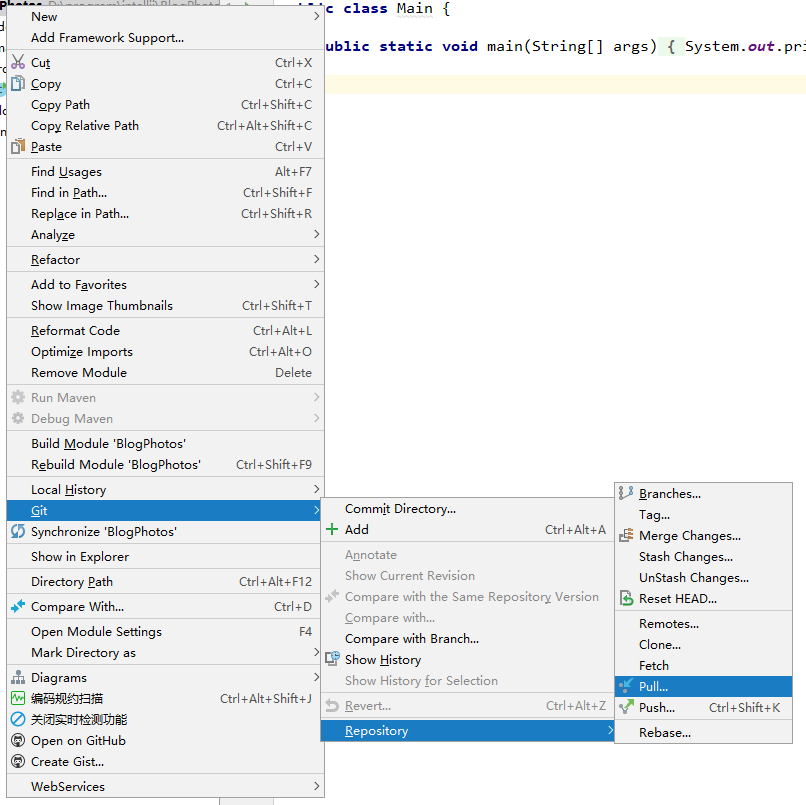 public class Main {
public static void main(String[] args) { System.out.pri
New
Add Framework Support...
Cut Ctrl+X
Copy Ctrl+C
Copy Path Ctrl+Shift+C
Copy Relative Path Ctrl+Alt+Shift+C
Paste Ctrl+V
Find Usages Alt+F7
Find in Path... Ctrl+Shift+F
Replace in Path... Ctrl+Shift+R
Analyze
Refactor
Add to Favorites
Show Image Thumbnails Ctrl+Shift+T
Reformat Code Ctrl+Alt+L
Optimize Imports Ctrl+Alt+O
Remove Module Delete
Run Maven
Debug Maven
Build Module 'BlogPhotos'
Rebuild Module 'BlogPhotos' Ctrl+Shift+F9
Local History
Git
Synchronize 'BlogPhotos'
Show in Explorer
Directory Path Ctrl+Alt+F12
Compare With... Ctrl+D
Open Module Settings F4
Mark Directory as
Diagrams
编码规约扫描 Ctrl+Alt+Shift+J
关闭实时检测功能
Open on GitHub
Create Gist...
WebServices
Commit Directory...
Add Ctrl+Alt+A
Annotate
Show Current Revision
Compare with the Same Repository Version
Compare with...
Compare with Branch...
Show History
Show History for Selection
Revert... Ctrl+Alt+Z
Repository
Branches...
Tag...
Merge Changes...
Stash Changes...
UnStash Changes...
Reset HEAD...
Remotes...
Clone...
Fetch
Pull...
Push... Ctrl+Shift+K
Rebase...